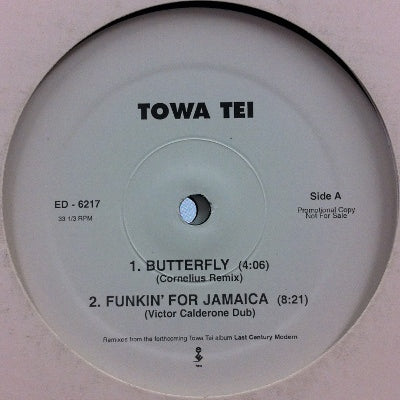 TOWA TEI
ED - 6217
33 1/3 RPM
Side A
Promotional Copy
Not For Sale
1. BUTTERFLY (4:06)
(Cornelius Remix)
2. FUNKIN' FOR JAMAICA (8:21)
(Victor Calderone Dub)
Remixes from the forthcoming Towa Tei album Last Century Modern